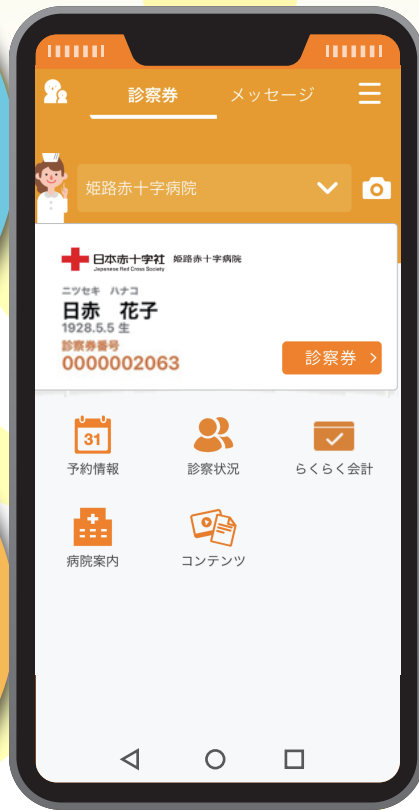 診察券 メッセージ
姫路赤十字病院
日本赤十字社 姫路赤十字病院
Japanese Red Cross Society
ニツセキ ハナコ
日赤 花子
1928.5.5 生
診察券番号
0000002063
診察券
31
予約情報 診察状況 らくらく会計
病院案内 コンテンツ